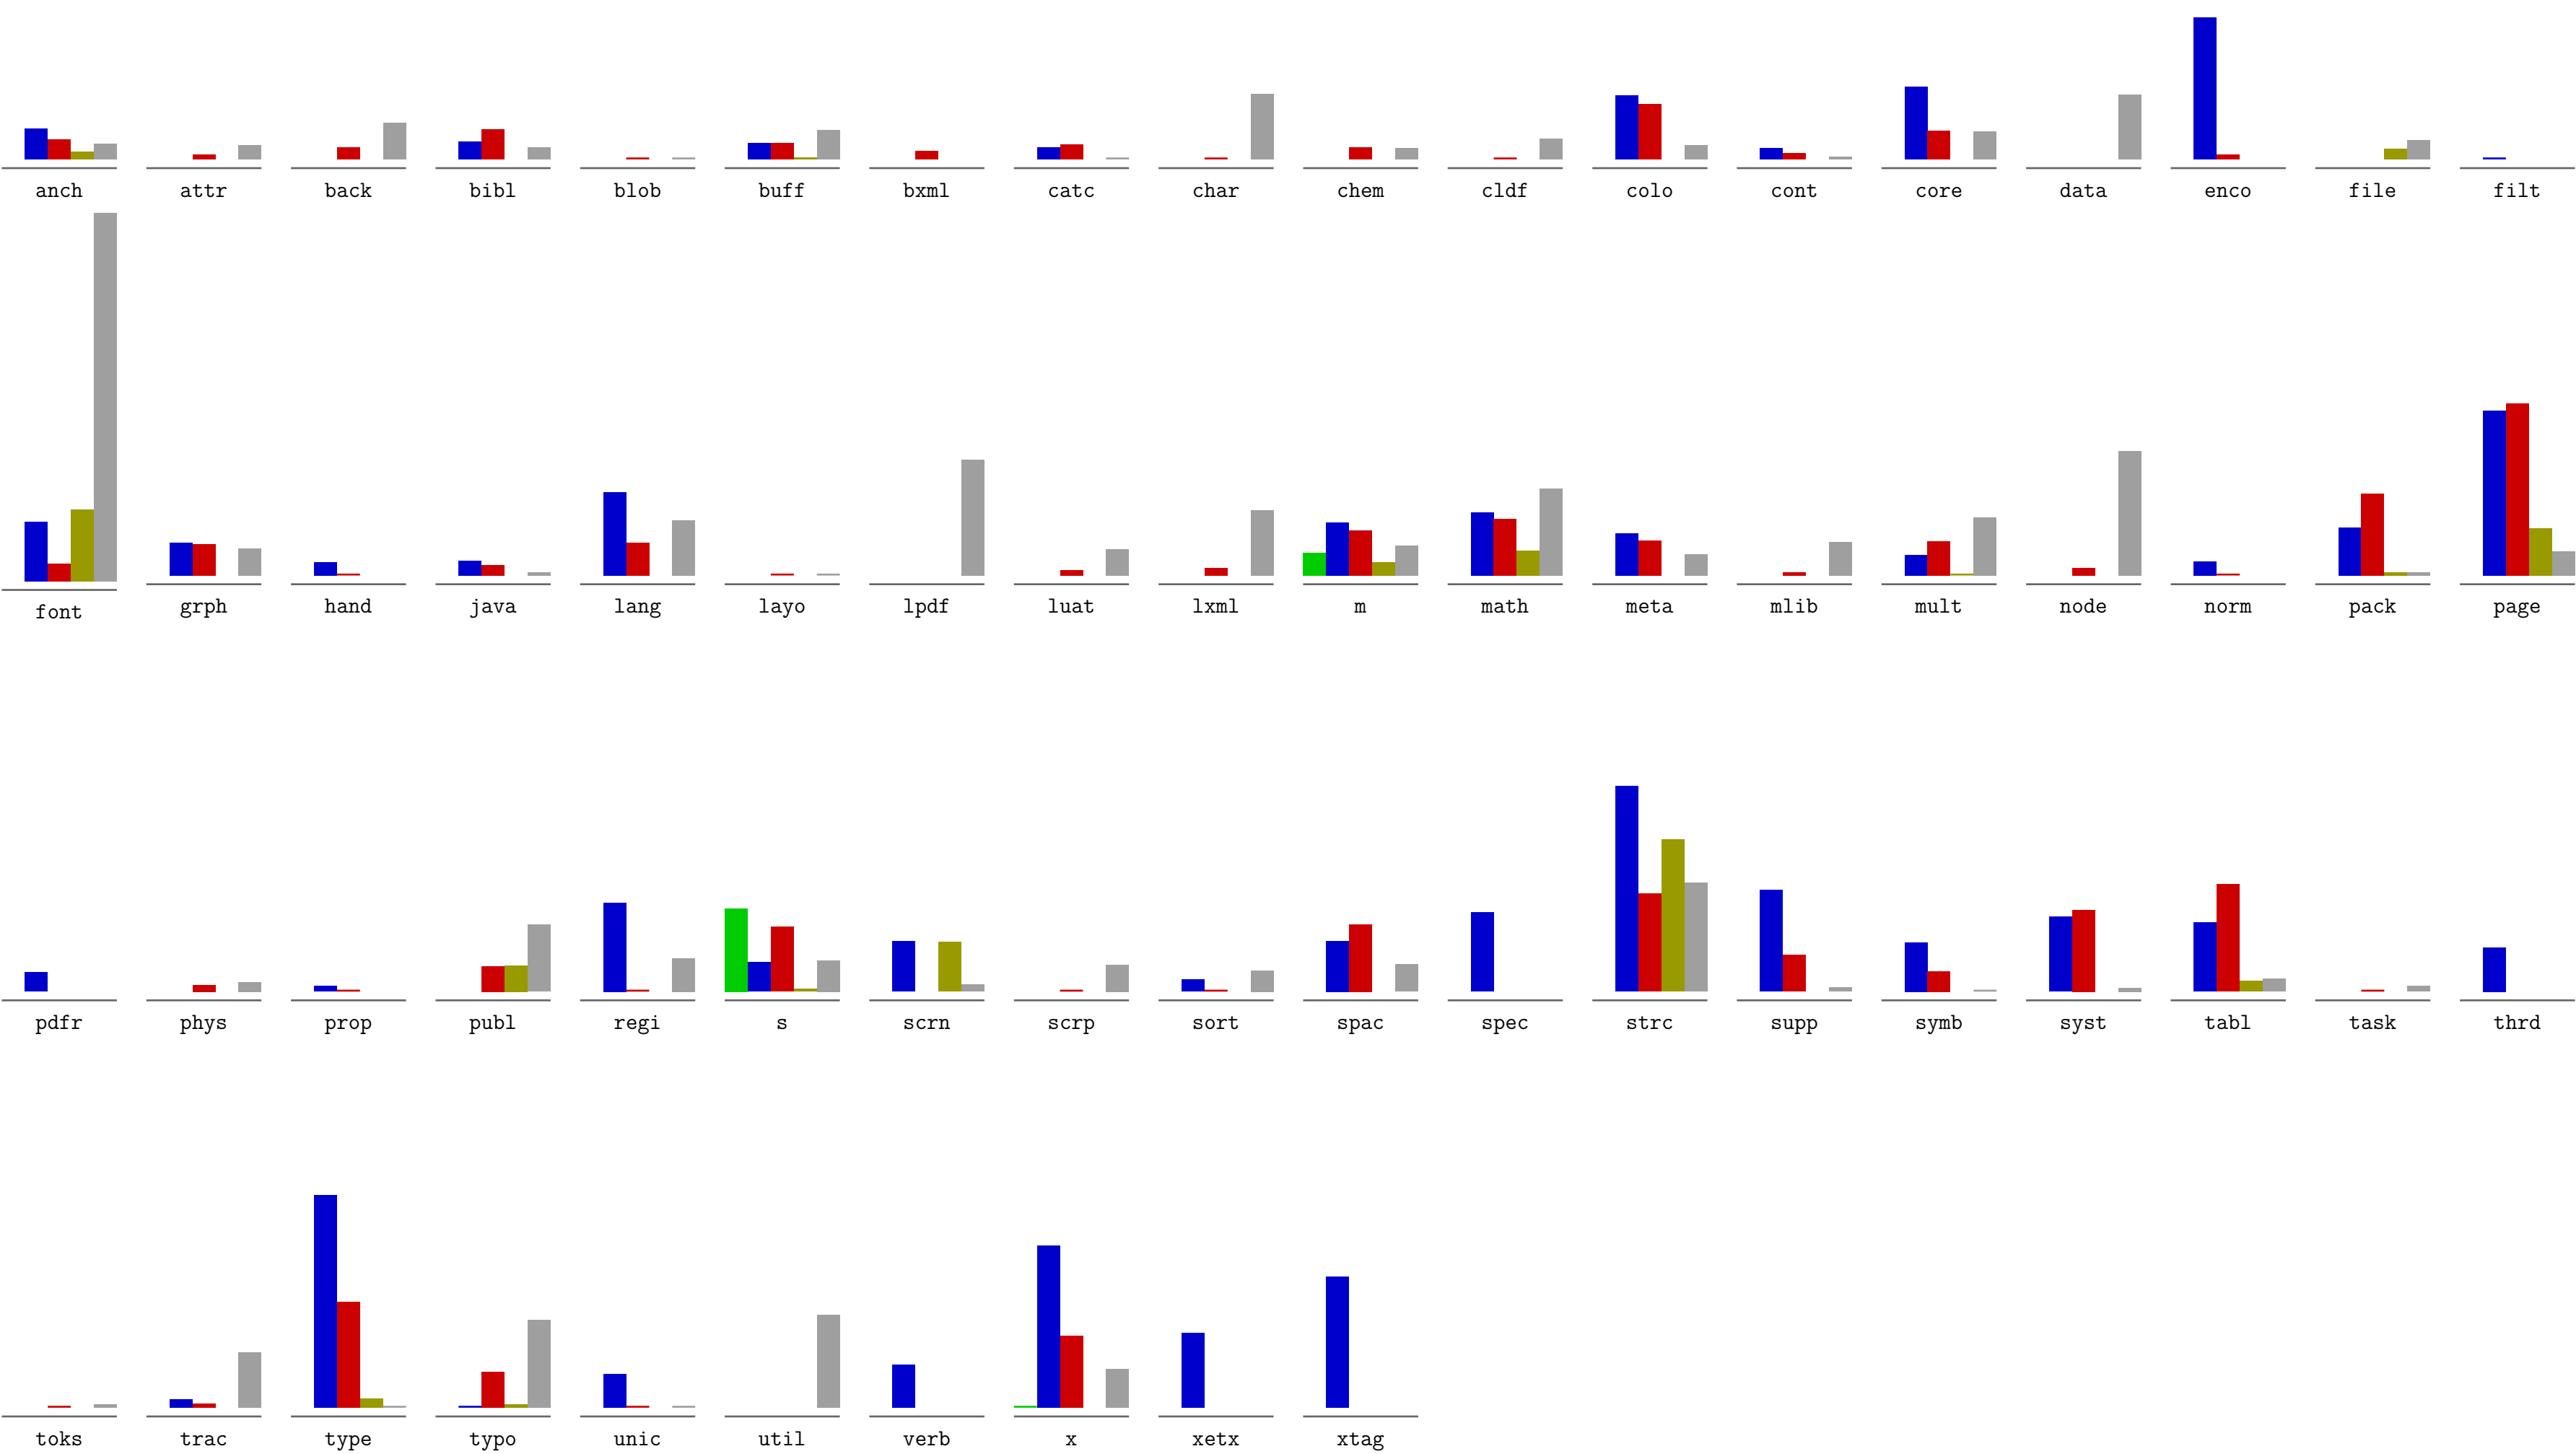 anch attr back bibl blob buff bxml catc char chem cldf colo cont core data enco file filt
font grph hand java lang layo lpdf luat lxml m math meta mlib mult node norm pack page
pdfr phys prop publ regi s scrn scrp sort spac spec strc supp symb syst tabl task thrd
toks trac type typo unic util verb x xetx xtag